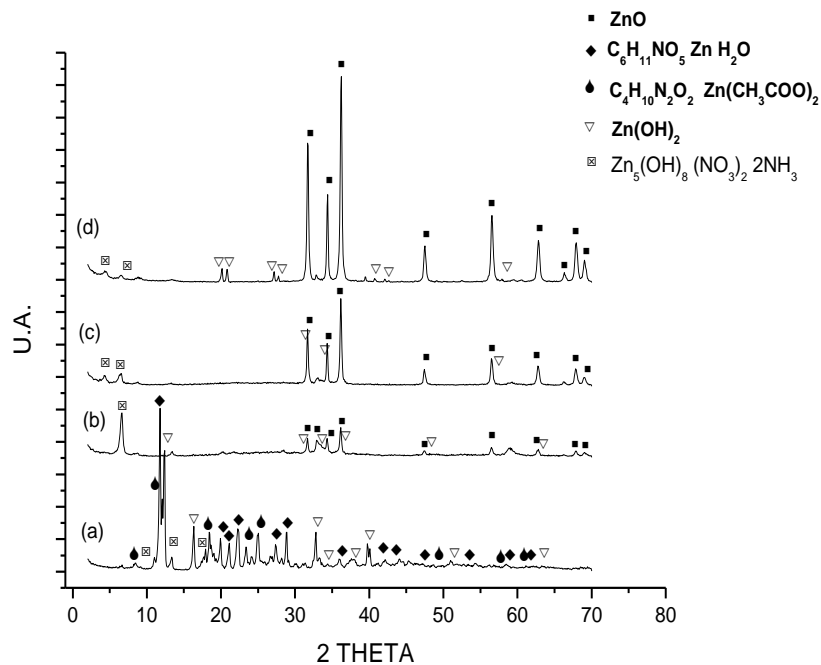 ZnO
C₆H₁₁NO₅ Zn H₂O
C₄H₁₀N₂O₂ Zn(CH₃COO)₂
Zn(OH)₂
Zn₅(OH)₈ (NO₃)₂ 2NH₃
(d)
(c)
(b)
(a)
U.A.
0 10 20 30 40 50 60 70 80
2 THETA